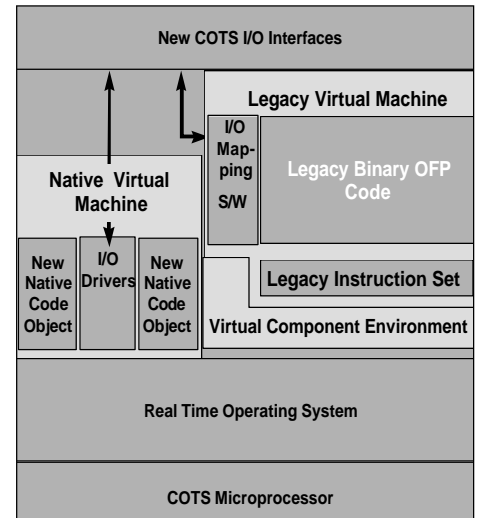 New COTS I/O Interfaces
Legacy Virtual Machine
I/O
Map-
ping
S/W
Legacy Binary OFP
Code
Native Virtual
Machine
New
Native
Code
Object
I/O
Drivers
New
Native
Code
Object
Legacy Instruction Set
Virtual Component Environment
Real Time Operating System
COTS Microprocessor